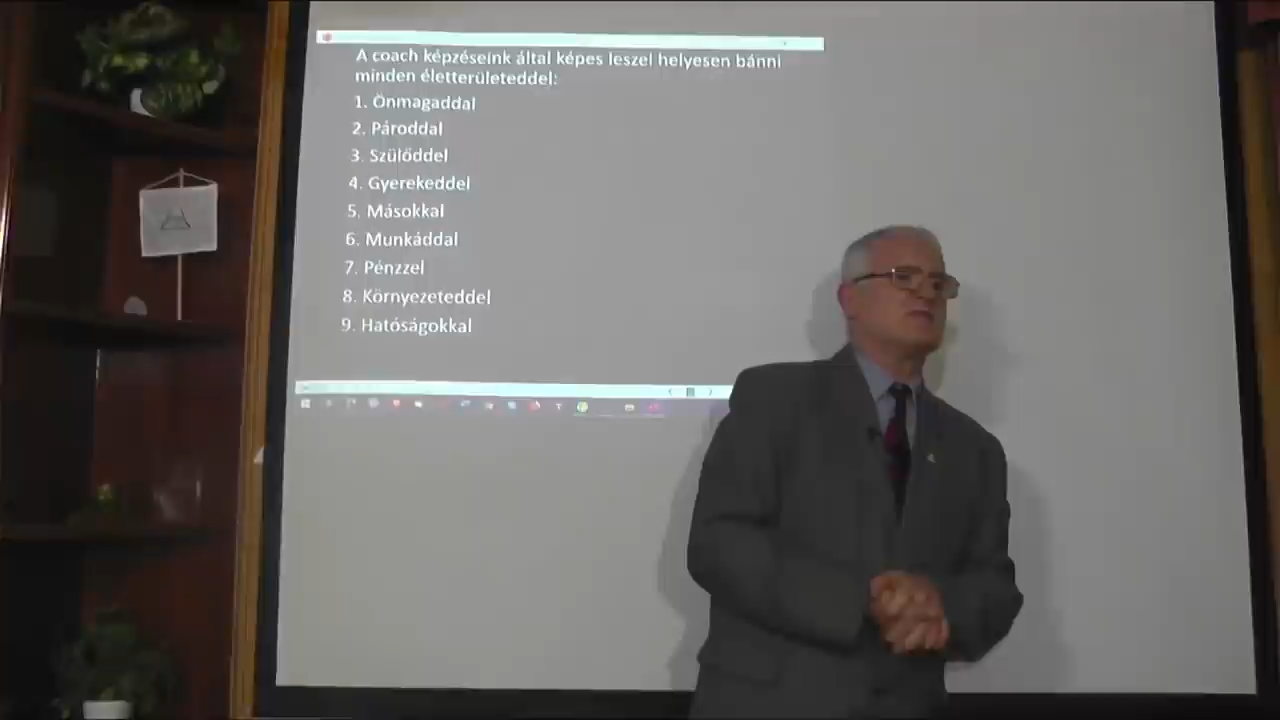 A coach képzéseink által képes leszel helyesen bánni
minden életterületeddel:
1. Önmagaddal
2. Pároddal
3. Szülőddel
4. Gyerekeddel
5. Másokkal
6. Munkáddal
7. Pénzzel
8. Környezeteddel
9. Hatóságokkal